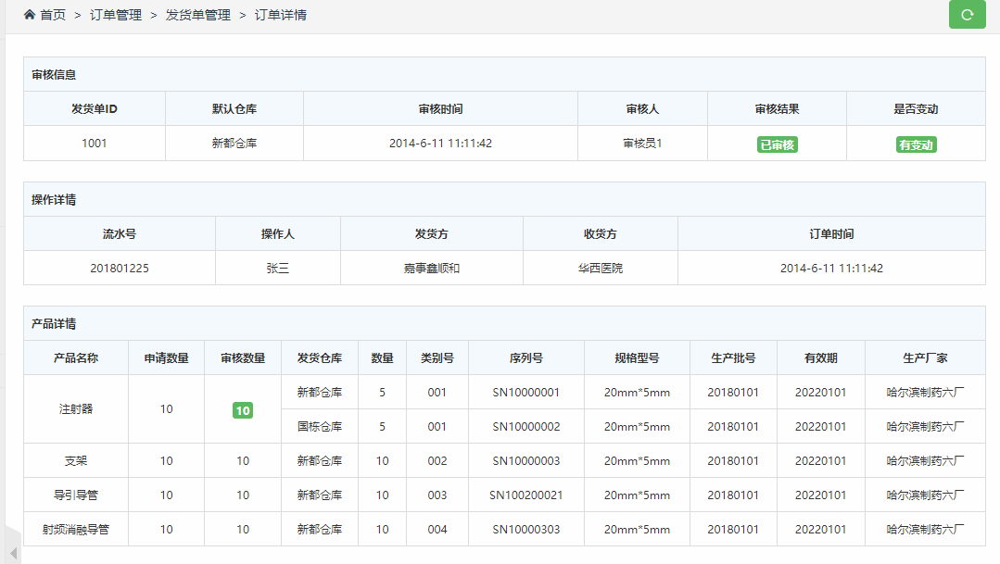 首页 > 订单管理 > 发货单管理 > 订单详情
审核信息
发货单ID 默认仓库 审核时间 审核人 审核结果 是否变动
1001 新都仓库 2014-6-11 11:11:42 审核员1 已审核 有变动
操作详情
流水号 操作人 发货方 收货方 订单时间
201801225 张三 嘉事鑫顺和 华西医院 2014-6-11 11:11:42
产品详情
产品名称 申请数量 审核数量 发货仓库 数量 类别号 序列号 规格型号 生产批号 有效期 生产厂家
注射器 10 10 新都仓库 5 001 SN10000001 20mm*5mm 20180101 20220101 哈尔滨制药六厂
国栋仓库 5 001 SN10000002 20mm*5mm 20180101 20220101 哈尔滨制药六厂
支架 10 10 新都仓库 10 002 SN10000003 20mm*5mm 20180101 20220101 哈尔滨制药六厂
导引导管 10 10 新都仓库 10 003 SN100200021 20mm*5mm 20180101 20220101 哈尔滨制药六厂
射频消融导管 10 10 新都仓库 10 004 SN10000303 20mm*5mm 20180101 20220101 哈尔滨制药六厂